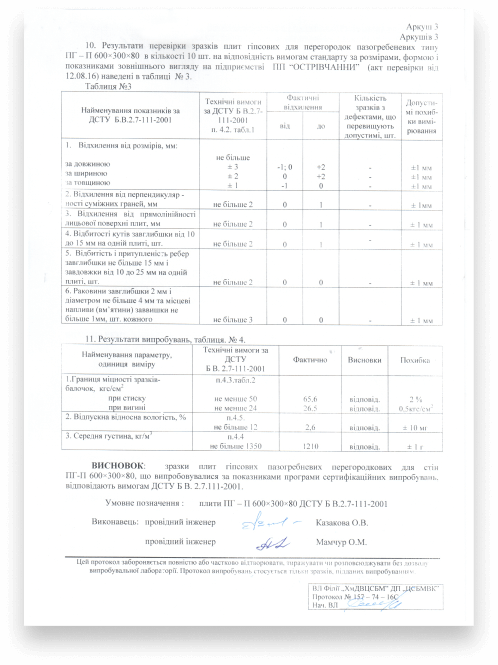 Аркуш 3
Аркушів 3
10. Результати перевірки зразків плит гіпсових для перегородок пазогребеневих типу
ПГ – П 600×300×80 в кількості 10 шт. на відповідність вимогам стандарту за розмірами, формою і
показниками зовнішнього вигляду на підприємстві ПП “ОСТРІВЧАННИ” (акт перевірки від
12.08.16) наведені в таблиці № 3.
Таблиця №3
Найменування показників за ДСТУ Б.В.2.7-111-2001
Технічні вимоги за ДСТУ Б.В.2.7-111-2001 п. 4.2. табл.1
Фактичні відхилення
від до
Кількість зразків з дефектами, що перевищують допустимі, шт.
Допусти-мі похиб-ки вимі-рювання
1. Відхилення від розмірів, мм:
не більше
за довжиною ± 3 -1; 0 +2 - ±1 мм
за шириною ± 2 0 +2 - ±1 мм
за товщиною ± 1 -1 0 - ±1 мм
2. Відхилення від перпендикуляр -
ності суміжних граней, мм не більше 2 0 1 - ± 1 мм
3. Відхилення від прямолінійності
лицьової поверхні плит, мм не більше 2 0 1 - ± 1 мм
4. Відбитості кутів завглибшки від 10
до 15 мм на одній плиті, шт. не більше 2 0 1 - ± 1 мм
5. Відбитість і притупленість ребер
завглибшки не більше 15 мм і
завдовжки від 10 до 25 мм на одній
плиті, шт. не більше 2 0 0 - ± 1 мм
6. Раковини завглибшки 2 мм і
діаметром не більше 4 мм та місцеві
напливи (вм’ятини) заввишки не
більше 1мм, шт. кожного не більше 3 0 0 - ± 1 мм
11. Результати випробувань, таблиця. № 4.
Найменування параметру, одиниця виміру
Технічні вимоги за ДСТУ Б В. 2.7-111-2001
Фактично
Висновки
Похибка
1.Границя міцності зразків- п.4.3.табл.2
балочок, кгс/см²
при стиску не менше 50 65,6 відповід. 2 %
при вигині не менше 24 26.5 відповід. 0,5кгс/см²
2. Відпускна відносна вологість, % п.4.5.
не більше 12 2,6 відповід. ± 10 мг
3. Середня густина, кг/м³ п.4.4
не більше 1350 1210 відповід. ± 1 г
ВИСНОВОК: зразки плит гіпсових пазогребневих перегородкових для стін
ПГ-П 600×300×80, що випробовувалися за показниками програми сертифікаційних випробувань,
відповідають вимогам ДСТУ Б В. 2.7.111-2001.
Умовне позначення : плити ПГ – П 600×300×80 ДСТУ Б В.2.7-111-2001
Виконавець: провідний інженер Казакова О.В.
провідний інженер Мамчур О.М.
Цей протокол забороняється повністю або частково відтворювати, тиражувати чи розповсюджувати без дозволу
випробувальної лабораторії. Протокол випробувань стосується тільки зразків, підданих випробуванням.
ВЛ Філії „ХмДВЦСБМ” ДП „ЦСБМВК”
Протокол № 157 – 74 – 16С
Нач. ВЛ